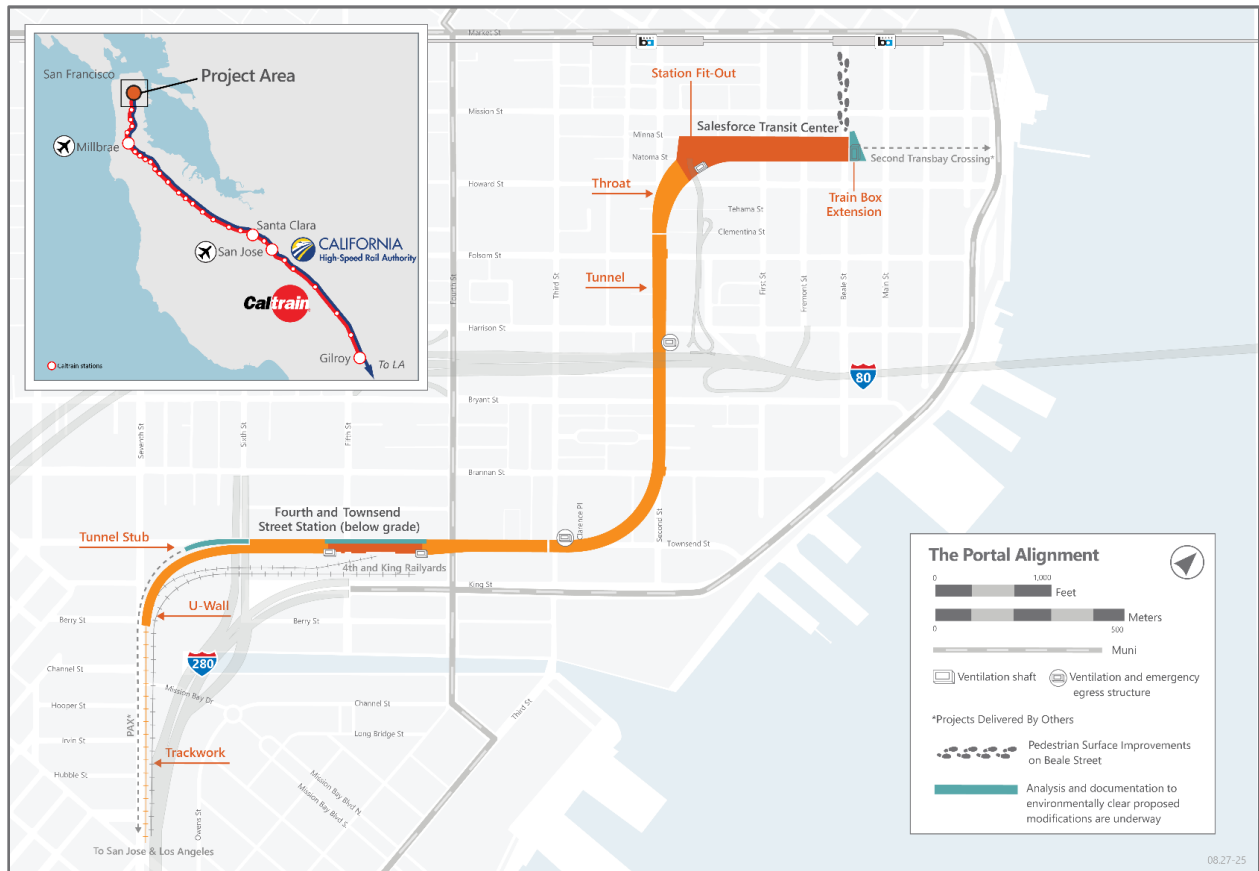 San Francisco
Project Area
Millbrae
Santa Clara
San Jose
CALIFORNIA
High-Speed Rail Authority
Caltrain
Gilroy
To LA
Caltrain stations
Market St
ba
ba
Station Fit-Out
Mission St
Salesforce Transit Center
Minna St
Natoma St
Second Transbay Crossing*
Throat
Howard St
Train Box
Extension
Tehama St
Clementina St
Folsom St
Tunnel
Fourth St
Third St
First St
Fremont St
Beale St
Main St
Harrison St
80
Bryant St
Seventh St
Sixth St
Fifth St
Brannan St
Fourth and Townsend
Street Station (below grade)
Tunnel Stub
Clarence Pl
Second St
Townsend St
4th and King Railyards
King St
U-Wall
Berry St
Berry St
280
Channel St
Mission Bay Dr
Hooper St
Channel St
Third St
PAX*
Irvin St
Long Bridge St
Trackwork
Hubble St
Mission Bay Blvd N.
Mission Bay Blvd S.
Owens St
To San Jose & Los Angeles
The Portal Alignment
0
1,000
Feet
Meters
0
500
Muni
Ventilation shaft
Ventilation and emergency
egress structure
*Projects Delivered By Others
Pedestrian Surface Improvements
on Beale Street
Analysis and documentation to
environmentally clear proposed
modifications are underway
08.27-25